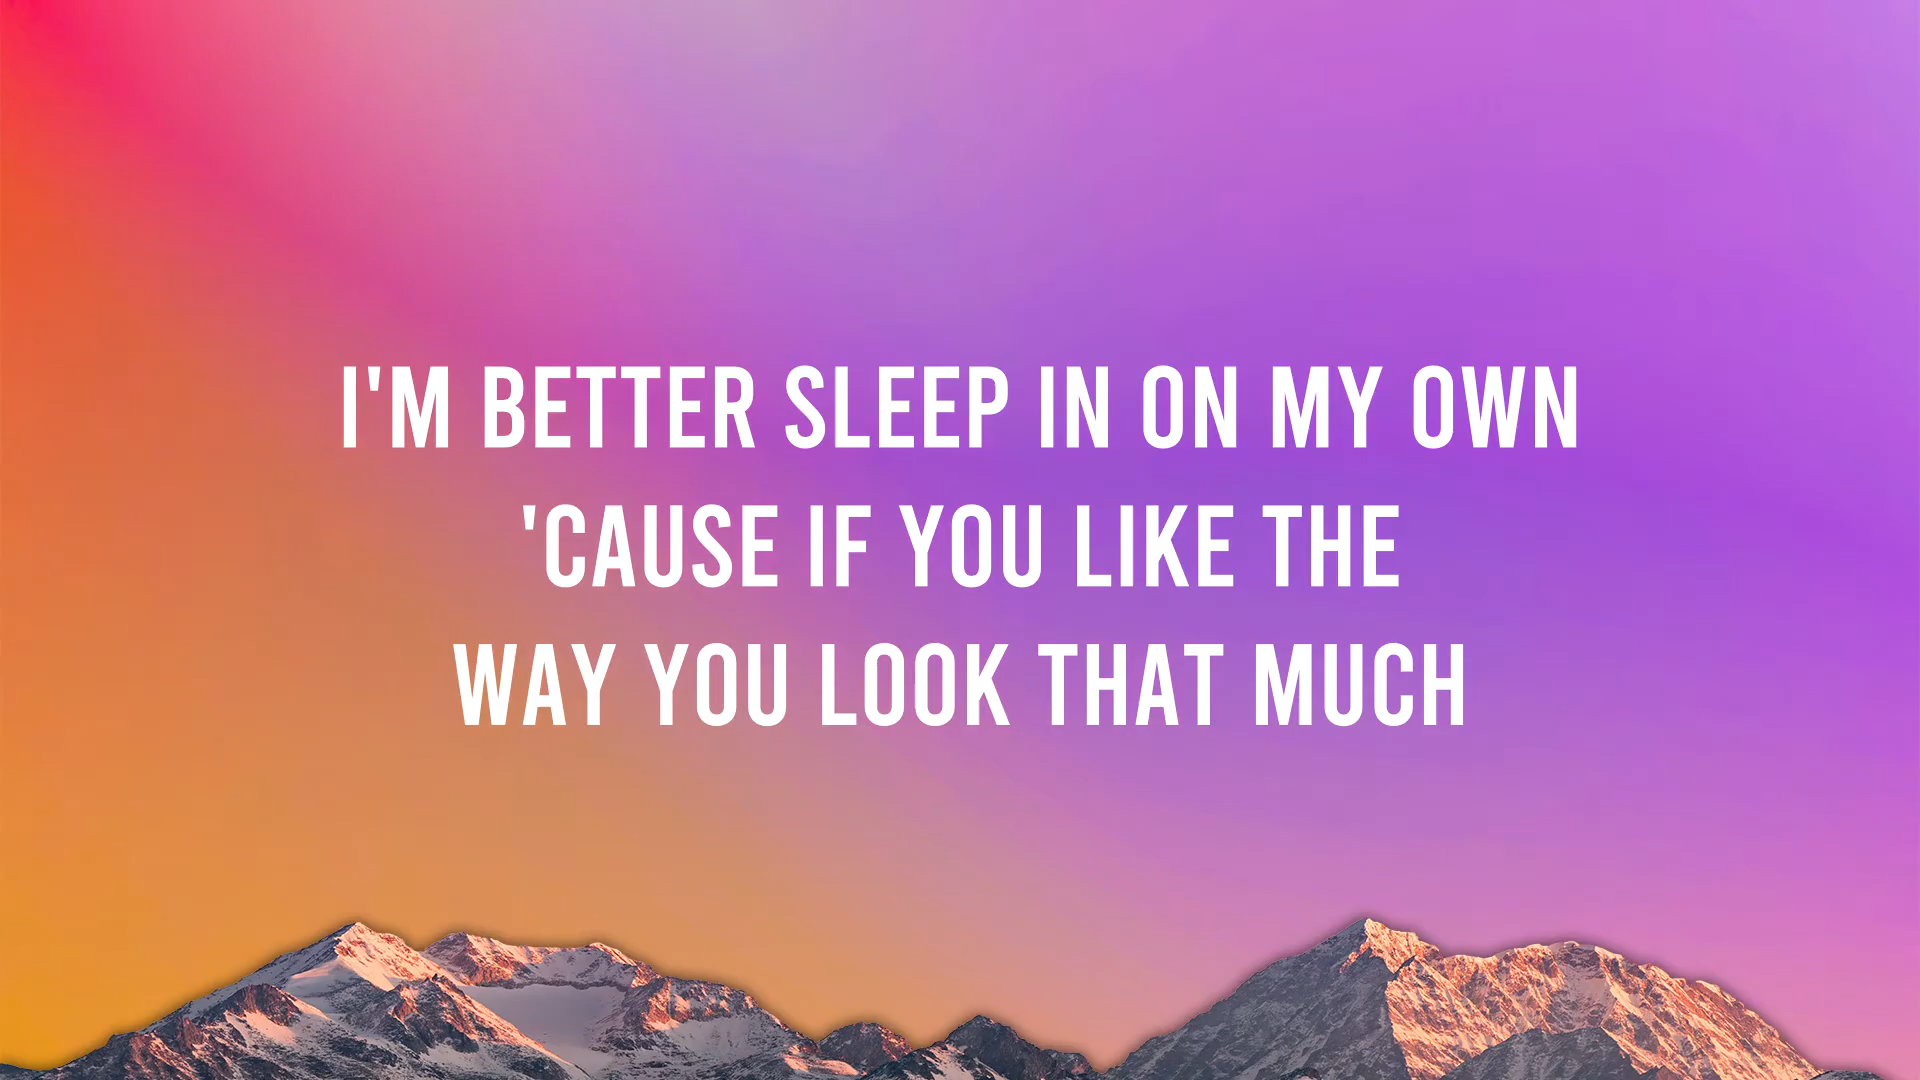 I'M BETTER SLEEP IN ON MY OWN
'CAUSE IF YOU LIKE THE
WAY YOU LOOK THAT MUCH